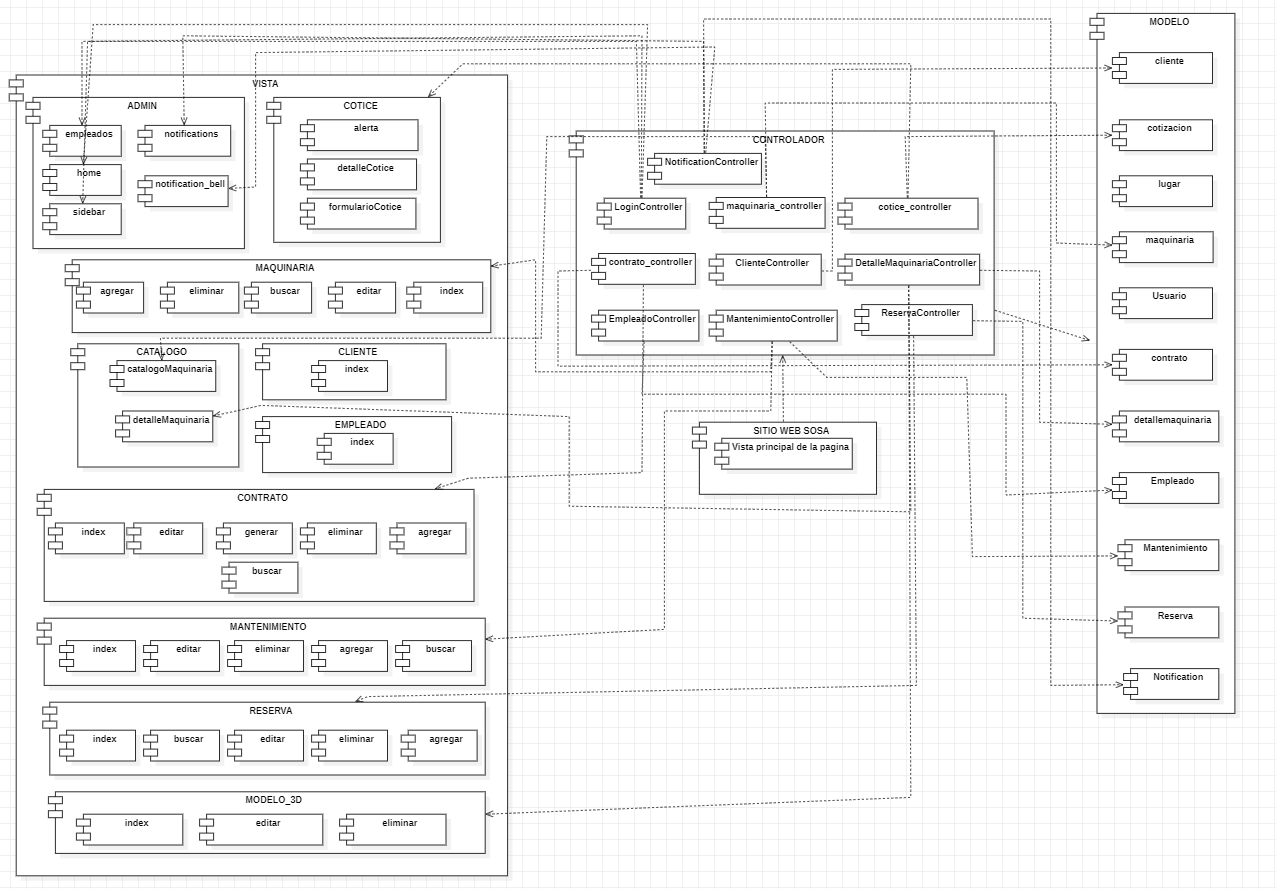 VISTA
ADMIN
empleados
notifications
home
notification_bell
sidebar
COTICE
alerta
detalleCotice
formularioCotice
MAQUINARIA
agregar
eliminar
buscar
editar
index
CATALOGO
catalogoMaquinaria
detalleMaquinaria
CLIENTE
index
EMPLEADO
index
CONTRATO
index
editar
generar
eliminar
agregar
buscar
MANTENIMIENTO
index
editar
eliminar
agregar
buscar
RESERVA
index
buscar
editar
eliminar
agregar
MODELO_3D
index
editar
eliminar
CONTROLADOR
NotificationController
LoginController
maquinaria_controller
cotice_controller
contrato_controller
ClienteController
DetalleMaquinariaController
EmpleadoController
MantenimientoController
ReservaController
SITIO WEB SOSA
Vista principal de la pagina
MODELO
cliente
cotizacion
lugar
maquinaria
Usuario
contrato
detallemaquinaria
Empleado
Mantenimiento
Reserva
Notification